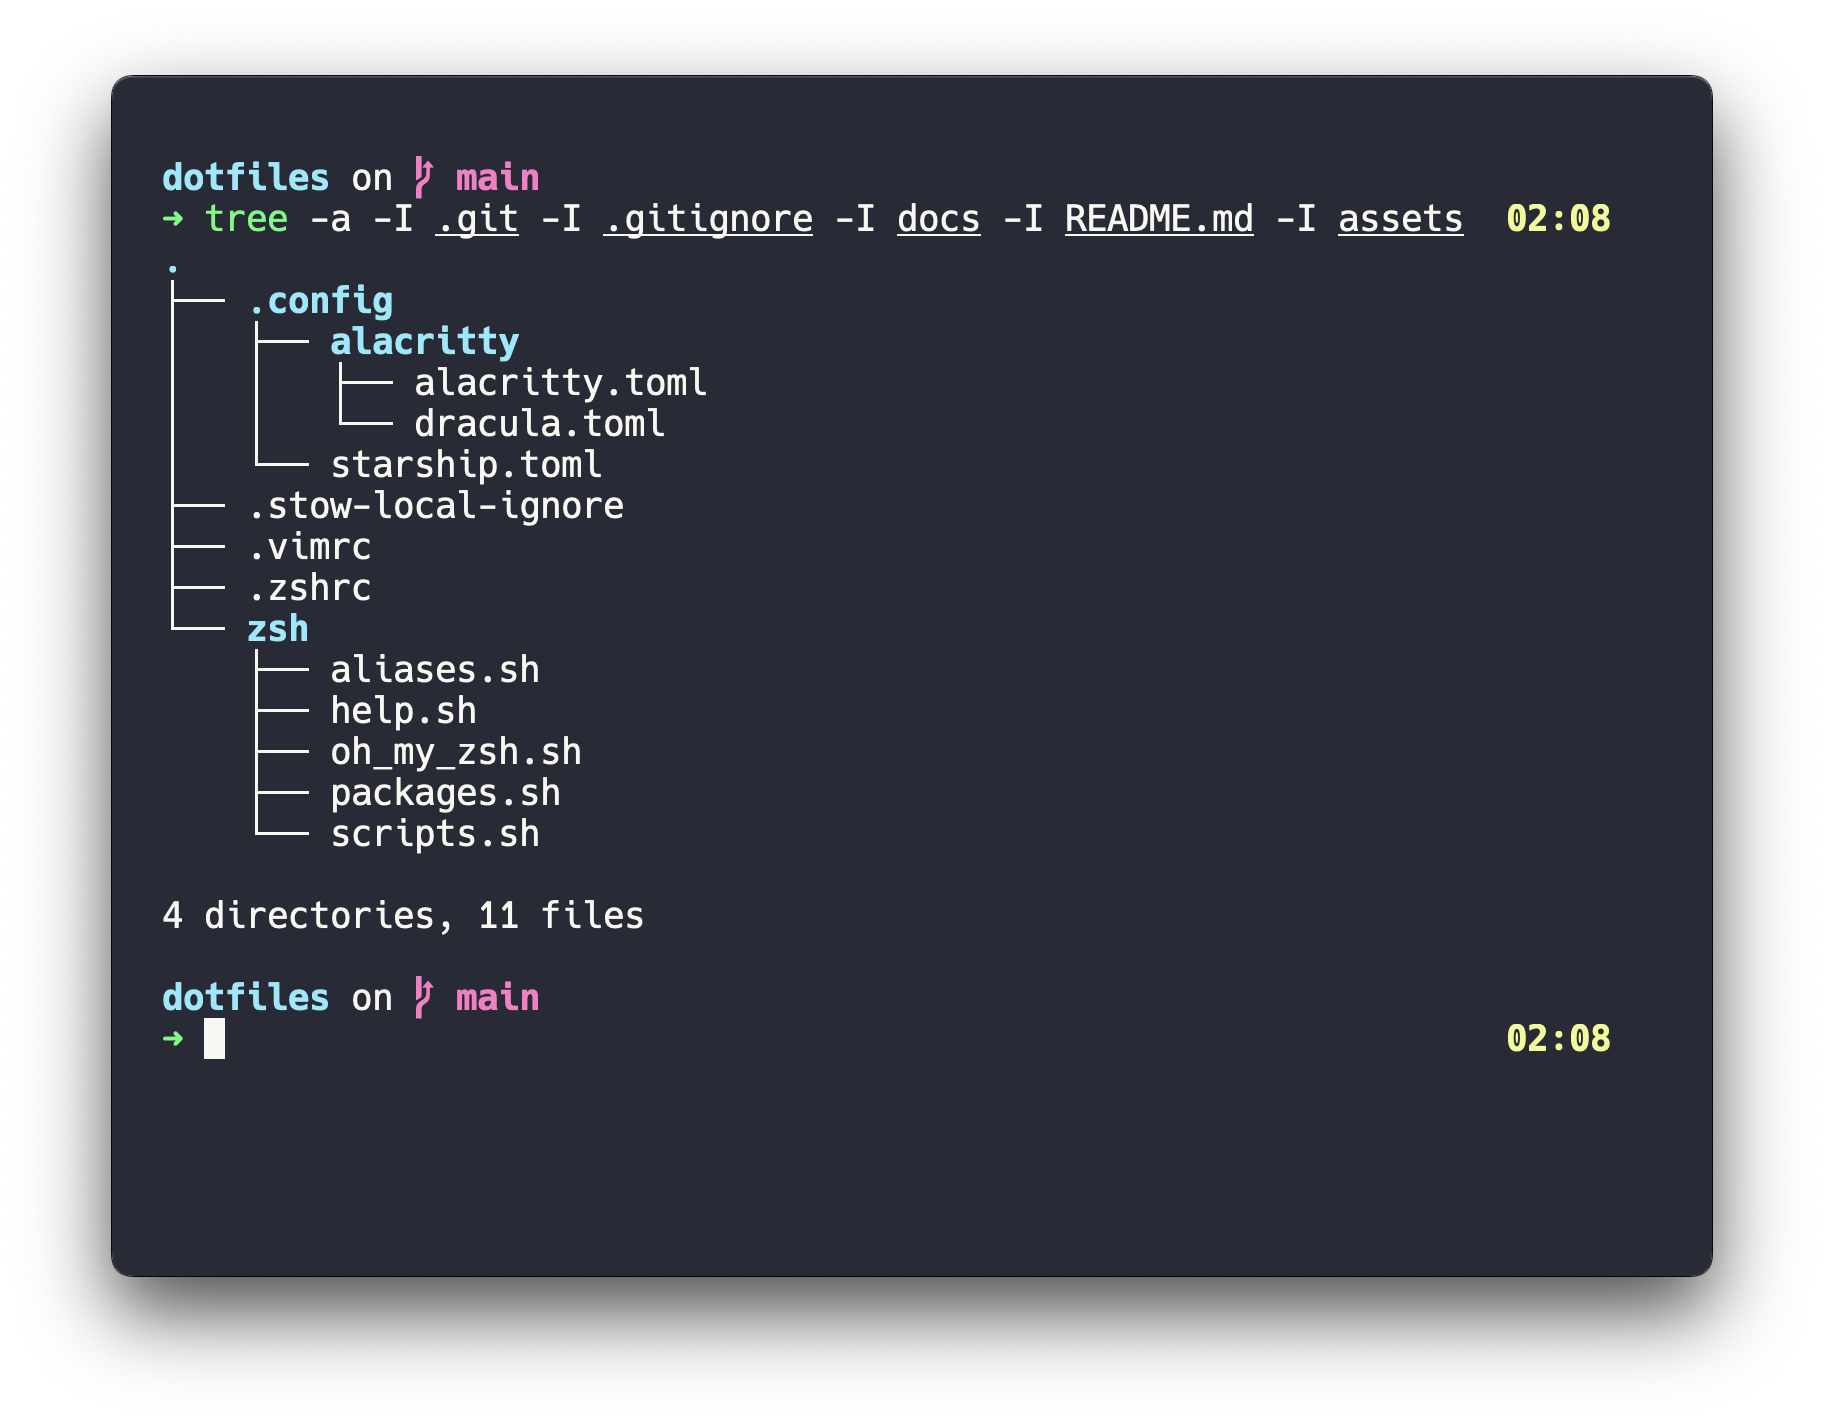 dotfiles on  main
➜ tree -a -I .git -I .gitignore -I docs -I README.md -I assets  02:08
.
├── .config
│   ├── alacritty
│   │   ├── alacritty.toml
│   │   └── dracula.toml
│   └── starship.toml
├── .stow-local-ignore
├── .vimrc
├── .zshrc
└── zsh
    ├── aliases.sh
    ├── help.sh
    ├── oh_my_zsh.sh
    ├── packages.sh
    └── scripts.sh
4 directories, 11 files
dotfiles on  main
➜ 02:08